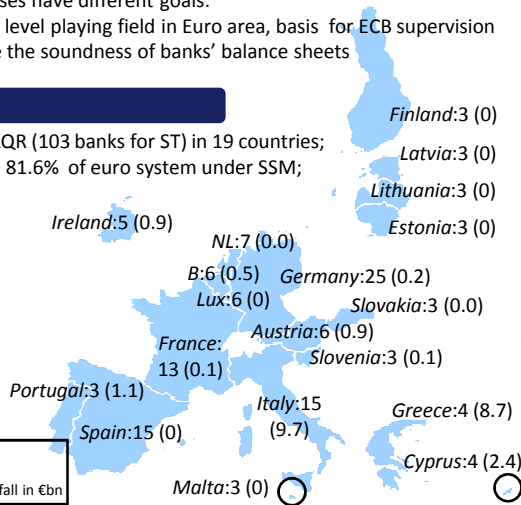 ses have different goals:
level playing field in Euro area, basis for ECB supervision
e the soundness of banks' balance sheets
QR (103 banks for ST) in 19 countries;
81.6% of euro system under SSM;
Finland:3 (0)
Latvia:3 (0)
Lithuania:3 (0)
Estonia:3 (0)
Ireland:5 (0.9)
NL:7 (0.0)
B:6 (0.5)
Germany:25 (0.2)
Lux:6 (0)
Slovakia:3 (0.0)
Austria:6 (0.9)
France:
13 (0.1)
Slovenia:3 (0.1)
Portugal:3 (1.1)
Spain:15 (0)
Italy:15
(9.7)
Greece:4 (8.7)
Cyprus:4 (2.4)
Malta:3 (0)
fall in €bn